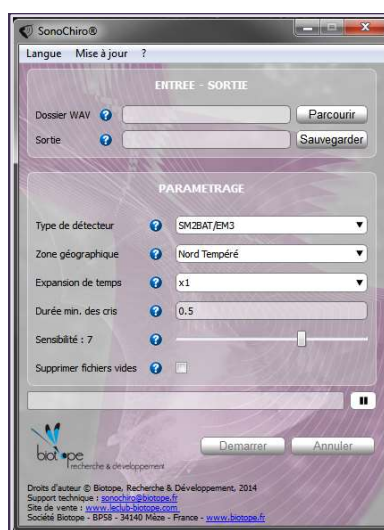 SonoChiro®
Langue Mise à jour ?
ENTREE - SORTIE
Dossier WAV ? Parcourir
Sortie ? Sauvegarder
PARAMETRAGE
Type de détecteur ? SM2BAT/EM3
Zone géographique ? Nord Tempéré
Expansion de temps ? x1
Durée min. des cris ? 0.5
Sensibilité : 7 ?
Supprimer fichiers vides ?
biotope
recherche & développement
Demarrer Annuler
Droits d'auteur © Biotope, Recherche & Développement, 2014
Support technique : sonochiro@biotope.fr
Site de vente : www.leclub-biotope.com
Société Biotope - BP58 - 34140 Mèze - France - www.biotope.fr